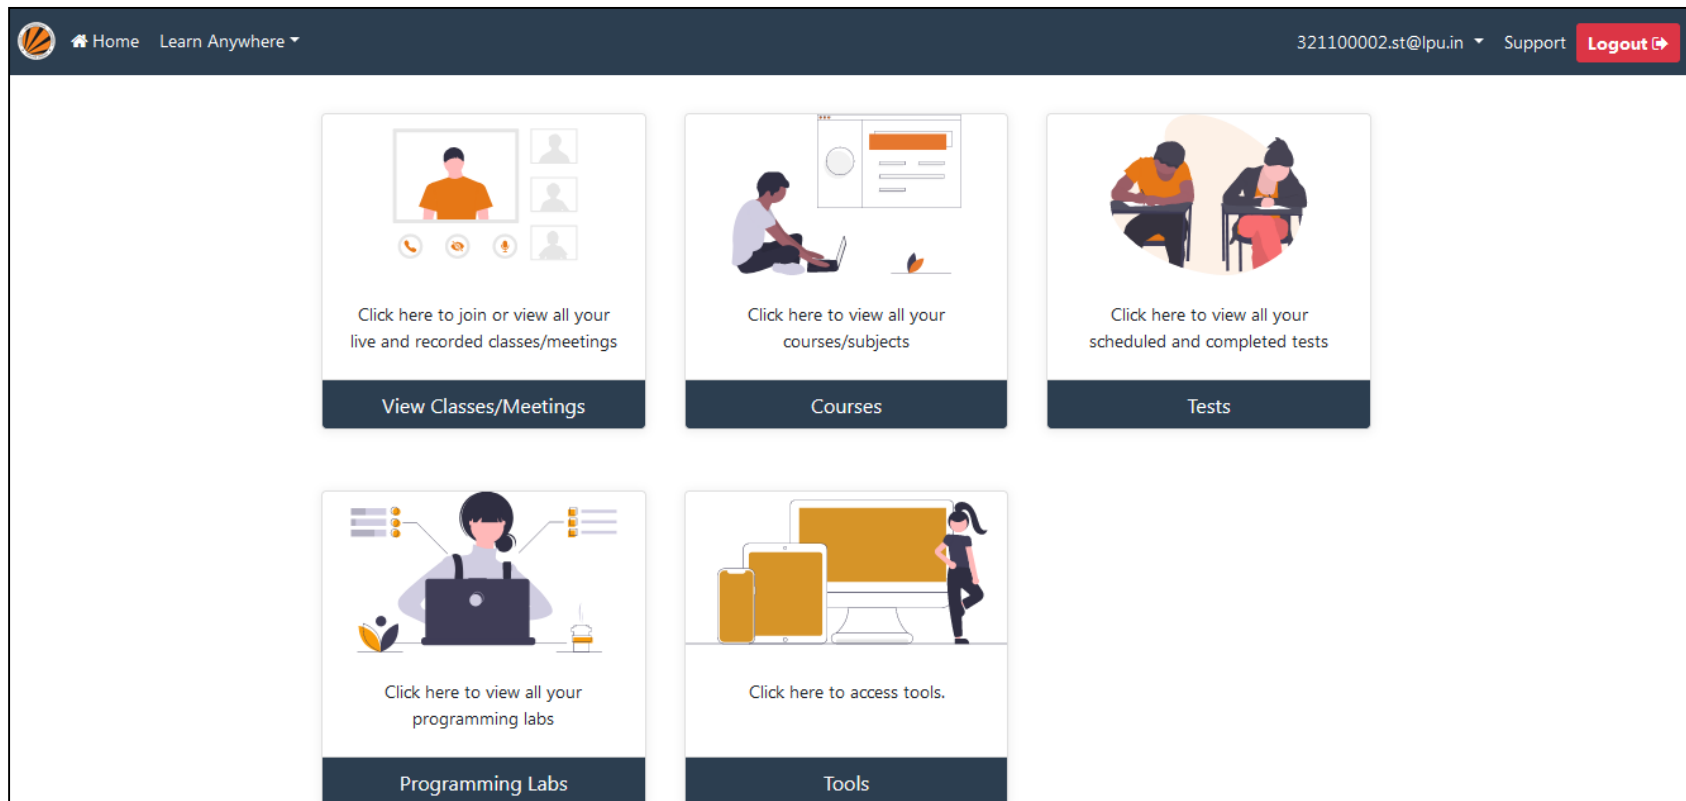 Home Learn Anywhere 321100002.st@lpu.in Support Logout
Click here to join or view all your
live and recorded classes/meetings
View Classes/Meetings
Click here to view all your
courses/subjects
Courses
Click here to view all your
scheduled and completed tests
Tests
Click here to view all your
programming labs
Programming Labs
Click here to access tools.
Tools